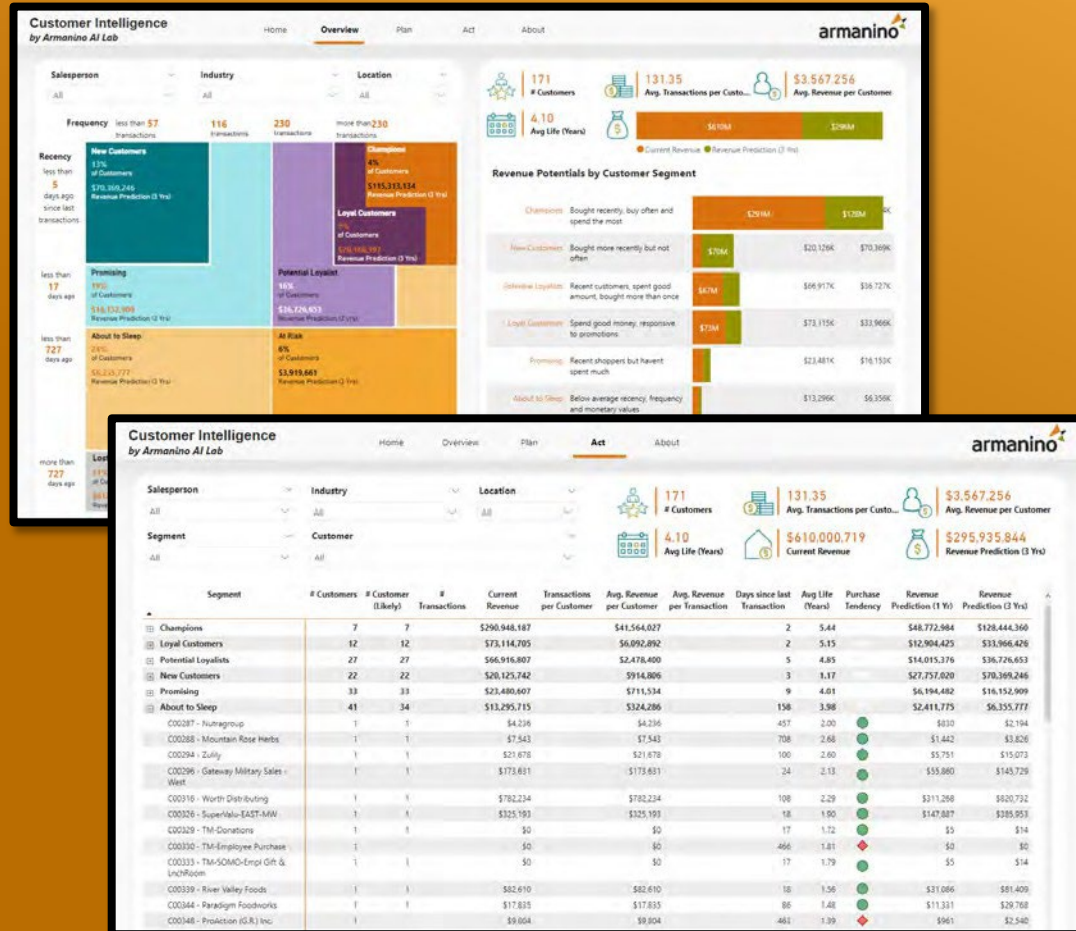 Customer Intelligence
by Armanino AI Lab
Home Overview Plan Act About
armanino
Salesperson Industry Location
All All All
Frequency less than 57 transactions
116 transactions
230 transactions
more than 230 transactions
Recency
less than
5
days ago
since last
transactions
New Customers
13%
of Customers
$70,369,246
Revenue Prediction (3 Yrs)
Champions
4%
of Customers
$115,313,134
Revenue Prediction (3 Yrs)
Loyal Customers
of Customers
Revenue Prediction (3 Yrs)
less than
17
days ago
Promising
19%
of Customers
$16,152,909
Revenue Prediction (3 Yrs)
Potential Loyalist
16%
of Customers
$36,726,653
Revenue Prediction (3 Yrs)
less than
727
days ago
About to Sleep
24%
of Customers
Revenue Prediction (3 Yrs)
At Risk
6%
of Customers
$3,919,661
Revenue Prediction (3 Yrs)
more than
727
days ago
171
# Customers
131.35
Avg. Transactions per Custo...
$3,567,256
Avg. Revenue per Customer
4.10
Avg Life (Years)
$610M $296M
Current Revenue Revenue Prediction (3 Yrs)
Revenue Potentials by Customer Segment
Champions Bought recently, buy often and
spend the most
$291M $128M
New Customers Bought more recently but not
often
$70M $20,126K $70,369K
Potential Loyalists Recent customers, spent good
amount, bought more than once
$67M $66,917K $36,727K
Loyal Customers Spend good money, responsive
to promotions
$73M $73,115K $33,966K
Promising Recent shoppers but havent
spent much
$23,481K $16,153K
About to Sleep Below average recency, frequency
and monetary values
$13,296K $6,356K
Customer Intelligence
by Armanino AI Lab
Home Overview Plan Act About
armanino
Salesperson Industry Location
All All All
Segment Customer
All All
171
# Customers
131.35
Avg. Transactions per Custo...
$3,567,256
Avg. Revenue per Customer
4.10
Avg Life (Years)
$610,000,719
Current Revenue
$295,935,844
Revenue Prediction (3 Yrs)
Segment # Customers # Customer (Likely) # Transactions Current Revenue Transactions per Customer Avg. Revenue per Customer Avg. Revenue per Transaction Days since last Transaction Avg Life (Years) Purchase Tendency Revenue Prediction (1 Yr) Revenue Prediction (3 Yrs)
Champions 7 7 $290,948,187 $41,564,027 2 5.44 $48,772,984 $128,444,360
Loyal Customers 12 12 $73,114,705 $6,092,892 2 5.15 $12,904,425 $33,966,426
Potential Loyalists 27 27 $66,916,807 $2,478,400 5 4.85 $14,015,376 $36,726,653
New Customers 22 22 $20,125,742 $914,806 3 1.17 $27,757,020 $70,369,246
Promising 33 33 $23,480,607 $711,534 9 4.01 $6,194,482 $16,152,909
About to Sleep 41 34 $13,295,715 $324,286 158 3.98 $2,411,775 $6,355,777
C00287 - Nutragroup 1 1 $4,236 $4,236 457 2.00 $830 $2,194
C00288 - Mountain Rose Herbs 1 1 $7,543 $7,543 708 2.68 $1,442 $3,826
C00294 - Zulily 1 1 $21,678 $21,678 100 2.60 $5,751 $15,073
C00296 - Gateway Military Sales -
West 1 1 $173,631 $173,631 24 2.13 $55,860 $145,729
C00316 - Worth Distributing 1 1 $782,234 $782,234 108 2.29 $311,268 $820,732
C00326 - SuperValu-EAST-MW 1 1 $325,193 $325,193 18 1.90 $147,887 $385,953
C00329 - TM-Donations 1 1 $0 $0 17 1.72 $5 $14
C00330 - TM-Employee Purchase 1 $0 $0 466 1.81 $0 $0
C00333 - TM-SOMO-Empl Gift &
LnchRoom 1 1 $0 $0 17 1.79 $5 $14
C00339 - River Valley Foods 1 1 $82,610 $82,610 18 1.56 $31,086 $81,409
C00344 - Paradigm Foodworks 1 1 $17,835 $17,835 86 1.48 $11,331 $29,768
C00348 - ProAction (G.R.) Inc. 1 $9,804 $9,804 461 1.39 $961 $2,540